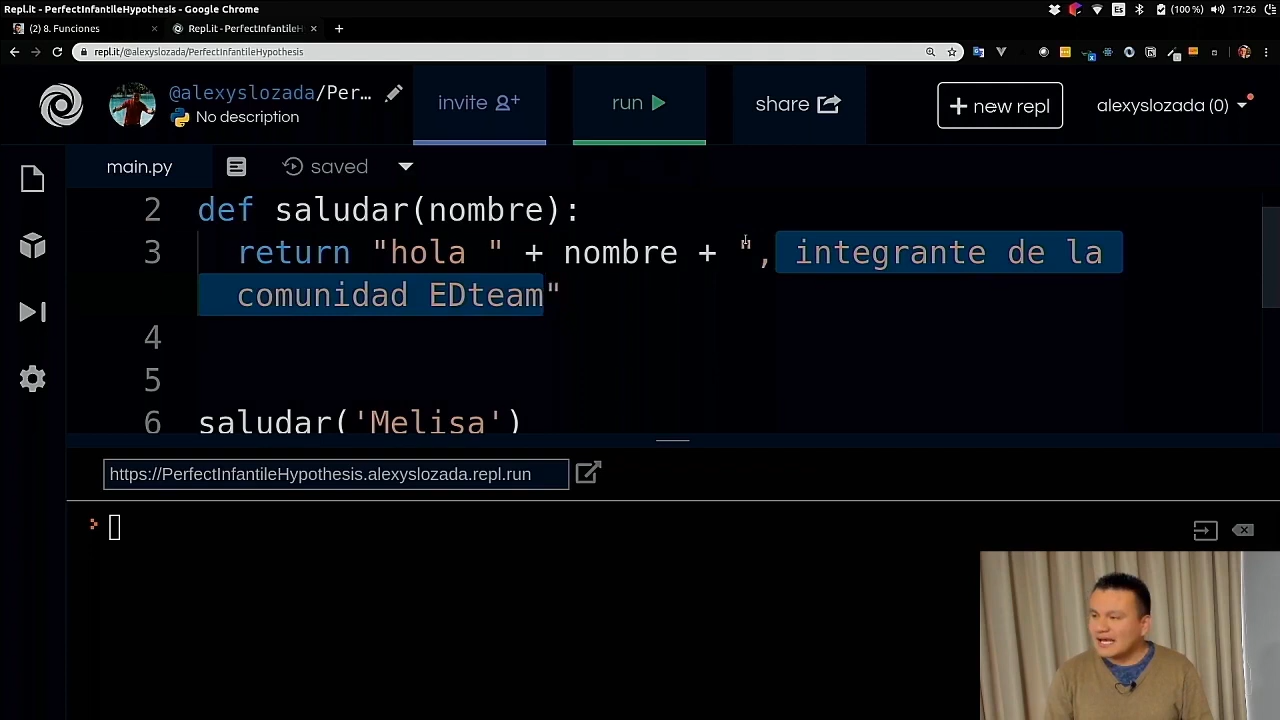 Repl.it - PerfectInfantileHypothesis - Google Chrome
Es (100 %) 17:26
(2) 8. Funciones × Repl.it - PerfectInfantileH × +
repl.it/@alexyslozada/PerfectInfantileHypothesis
@alexyslozada/Per...
No description
invite
run
share
+ new repl
alexyslozada (0)
main.py
saved
2 def saludar(nombre):
3 return "hola " + nombre + ", integrante de la
comunidad EDteam"
4
5
6 saludar('Melisa')
https://PerfectInfantileHypothesis.alexyslozada.repl.run